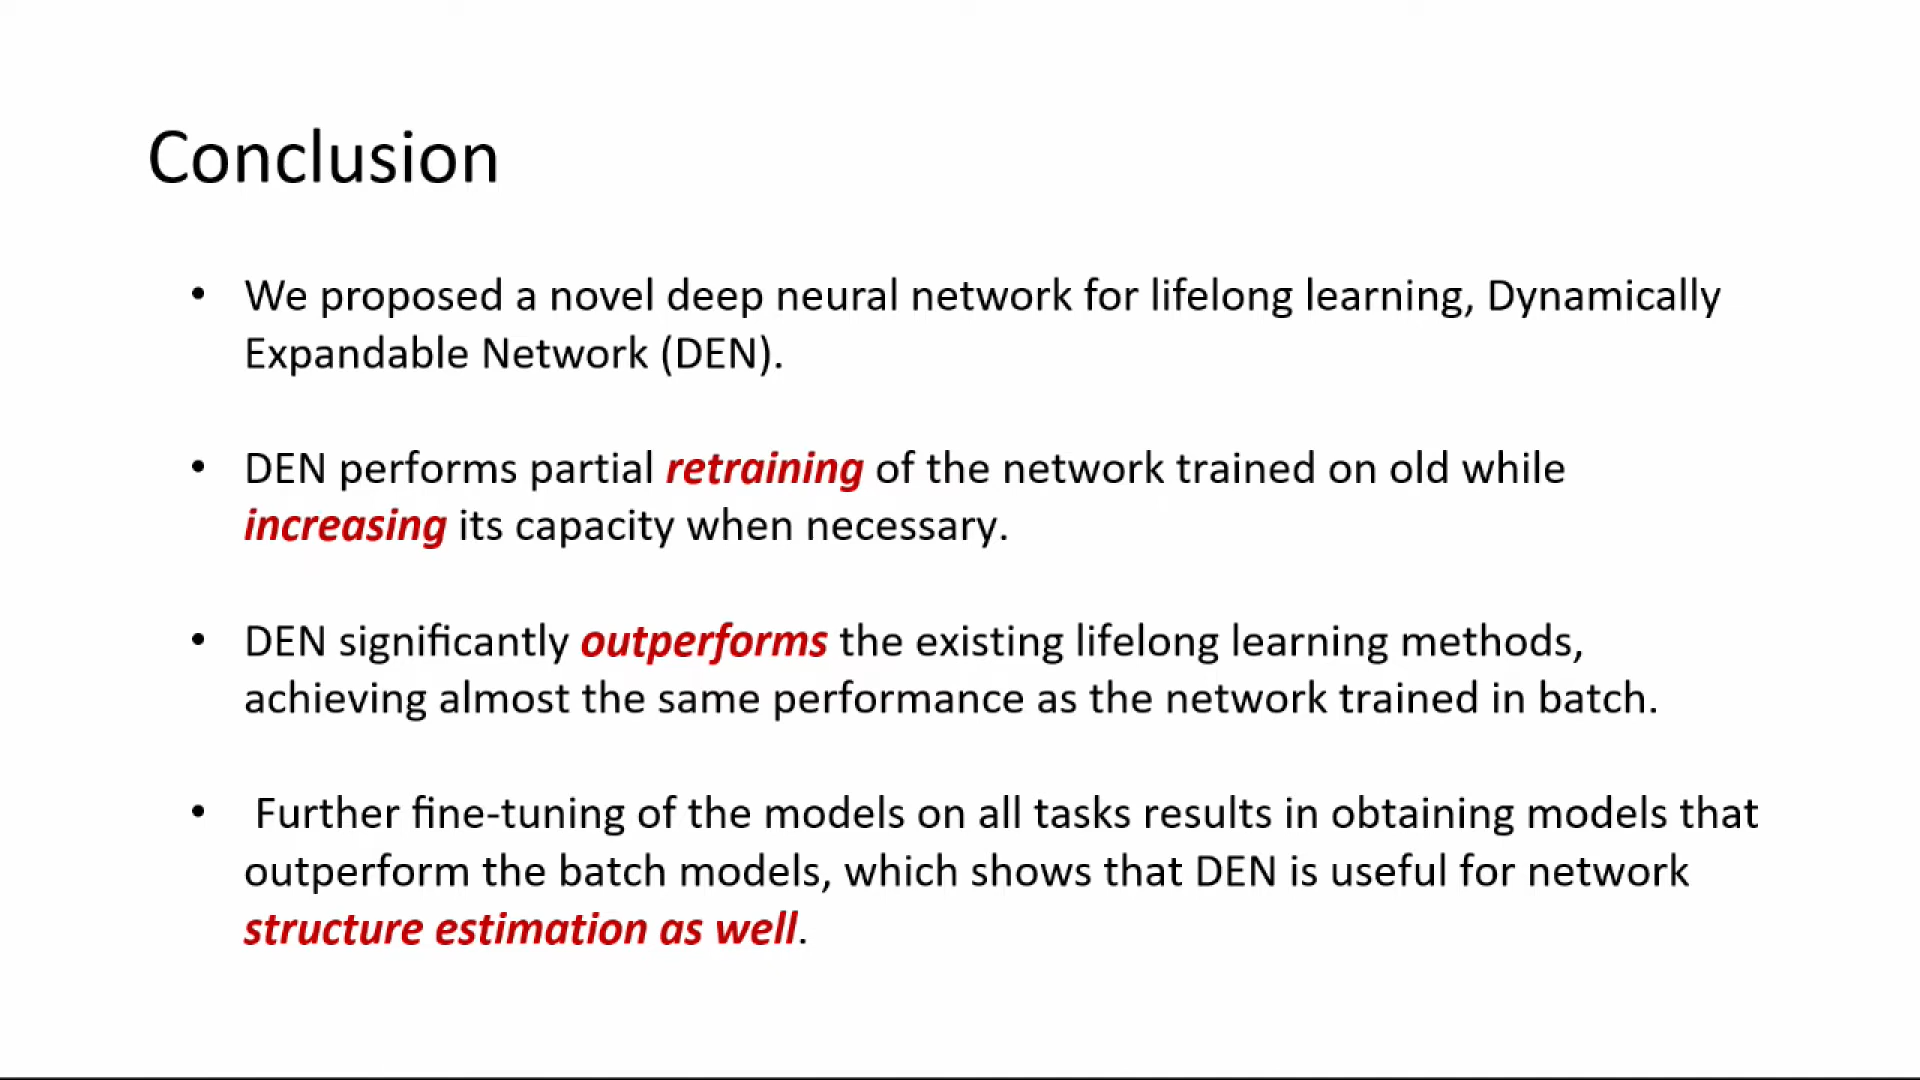 Conclusion
• We proposed a novel deep neural network for lifelong learning, Dynamically
Expandable Network (DEN).
• DEN performs partial retraining of the network trained on old while
increasing its capacity when necessary.
• DEN significantly outperforms the existing lifelong learning methods,
achieving almost the same performance as the network trained in batch.
• Further fine-tuning of the models on all tasks results in obtaining models that
outperform the batch models, which shows that DEN is useful for network
structure estimation as well.